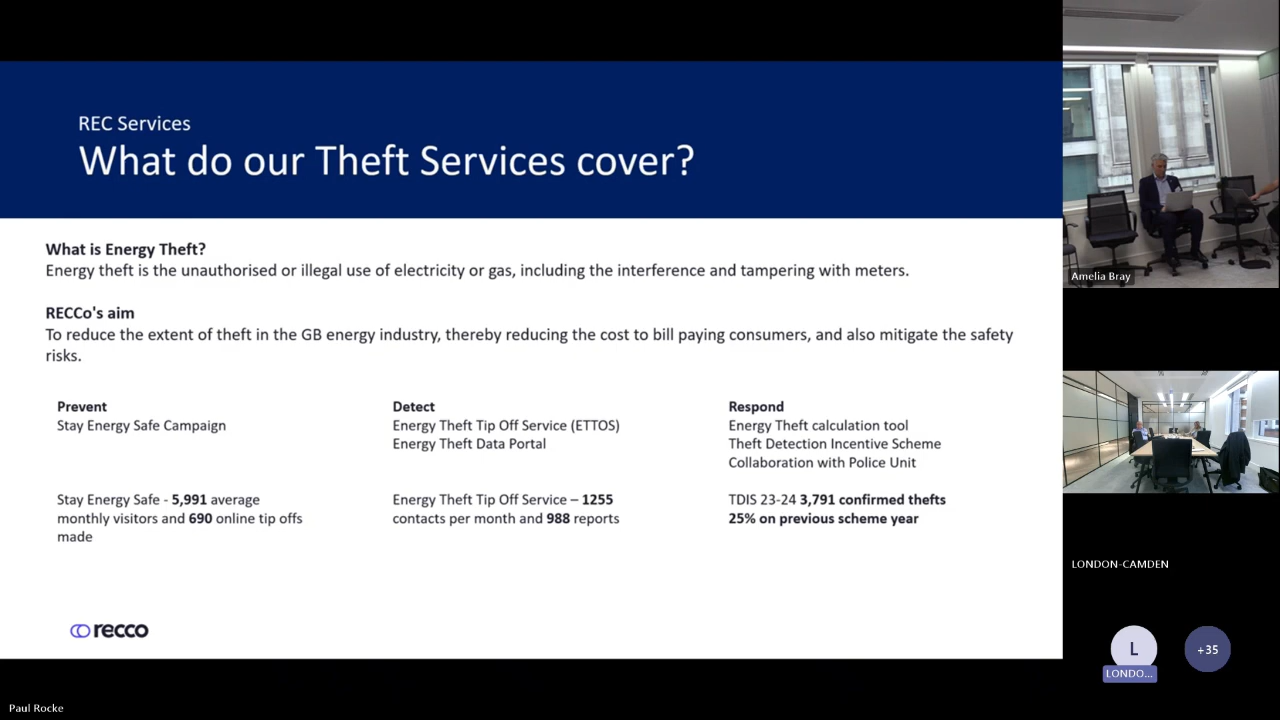 REC Services
What do our Theft Services cover?
What is Energy Theft?
Energy theft is the unauthorised or illegal use of electricity or gas, including the interference and tampering with meters.
RECCo's aim
To reduce the extent of theft in the GB energy industry, thereby reducing the cost to bill paying consumers, and also mitigate the safety
risks.
Prevent
Stay Energy Safe Campaign
Stay Energy Safe - 5,991 average
monthly visitors and 690 online tip offs
made
Detect
Energy Theft Tip Off Service (ETTOS)
Energy Theft Data Portal
Energy Theft Tip Off Service – 1255
contacts per month and 988 reports
Respond
Energy Theft calculation tool
Theft Detection Incentive Scheme
Collaboration with Police Unit
TDIS 23-24 3,791 confirmed thefts
25% on previous scheme year
recco
Amelia Bray
LONDON-CAMDEN
L
LONDO...
+35
Paul Rocke